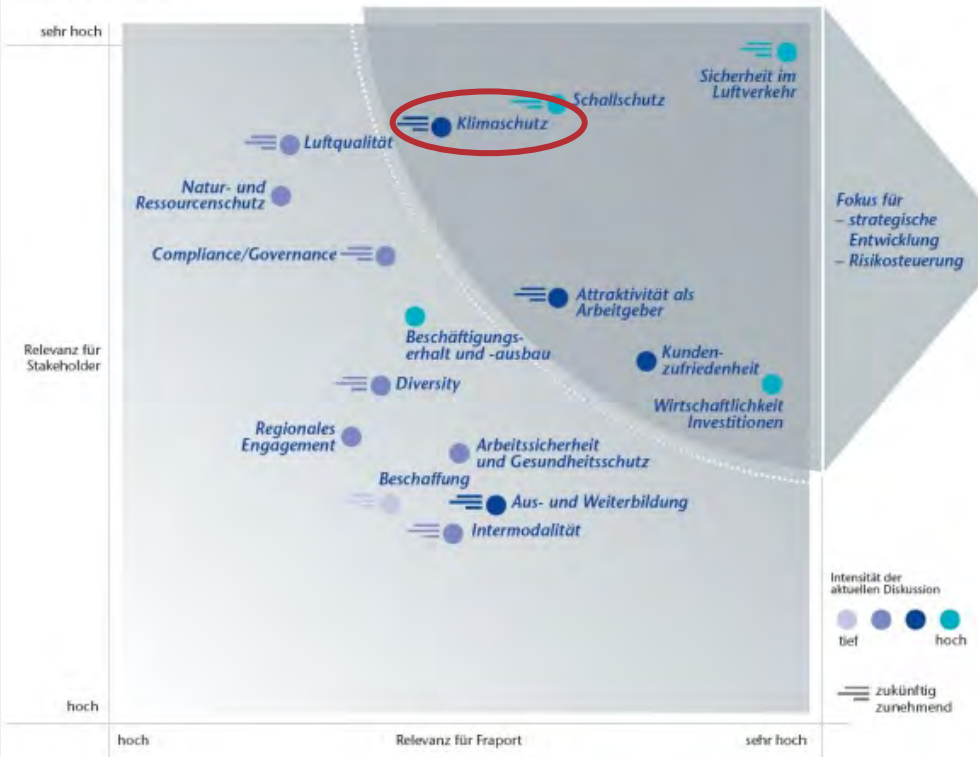 sehr hoch
Sicherheit im
Luftverkehr
Schallschutz
Klimaschutz
Luftqualität
Natur- und
Ressourcenschutz
Fokus für
– strategische
Entwicklung
– Risikosteuerung
Compliance/Governance
Attraktivität als
Arbeitgeber
Beschäftigungs-
erhalt und -ausbau
Relevanz für
Stakeholder
Kunden-
zufriedenheit
Diversity
Wirtschaftlichkeit
Investitionen
Regionales
Engagement
Arbeitssicherheit
und Gesundheitsschutz
Beschaffung
Aus- und Weiterbildung
Intermodalität
Intensität der
aktuellen Diskussion
tief hoch
zukünftig
zunehmend
hoch
hoch Relevanz für Fraport sehr hoch